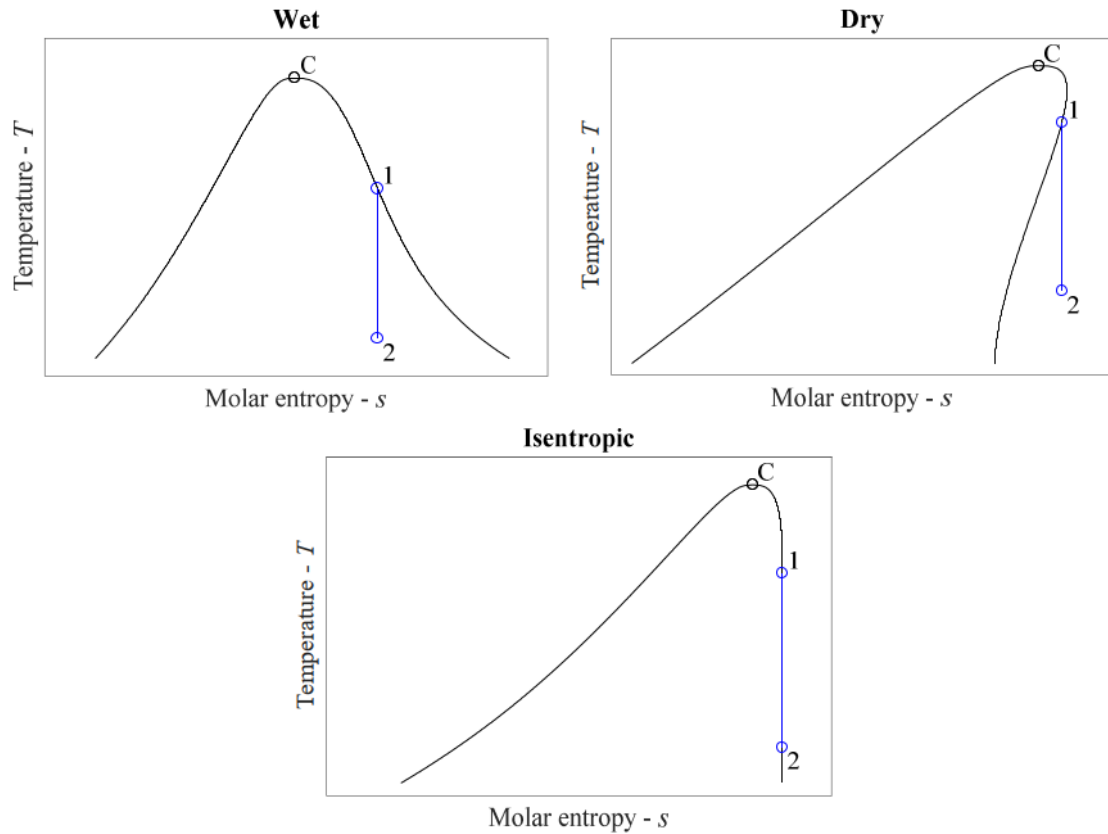 Wet
C
1
2
Temperature - T
Molar entropy - s
Dry
C
1
2
Temperature - T
Molar entropy - s
Isentropic
C
1
2
Temperature - T
Molar entropy - s